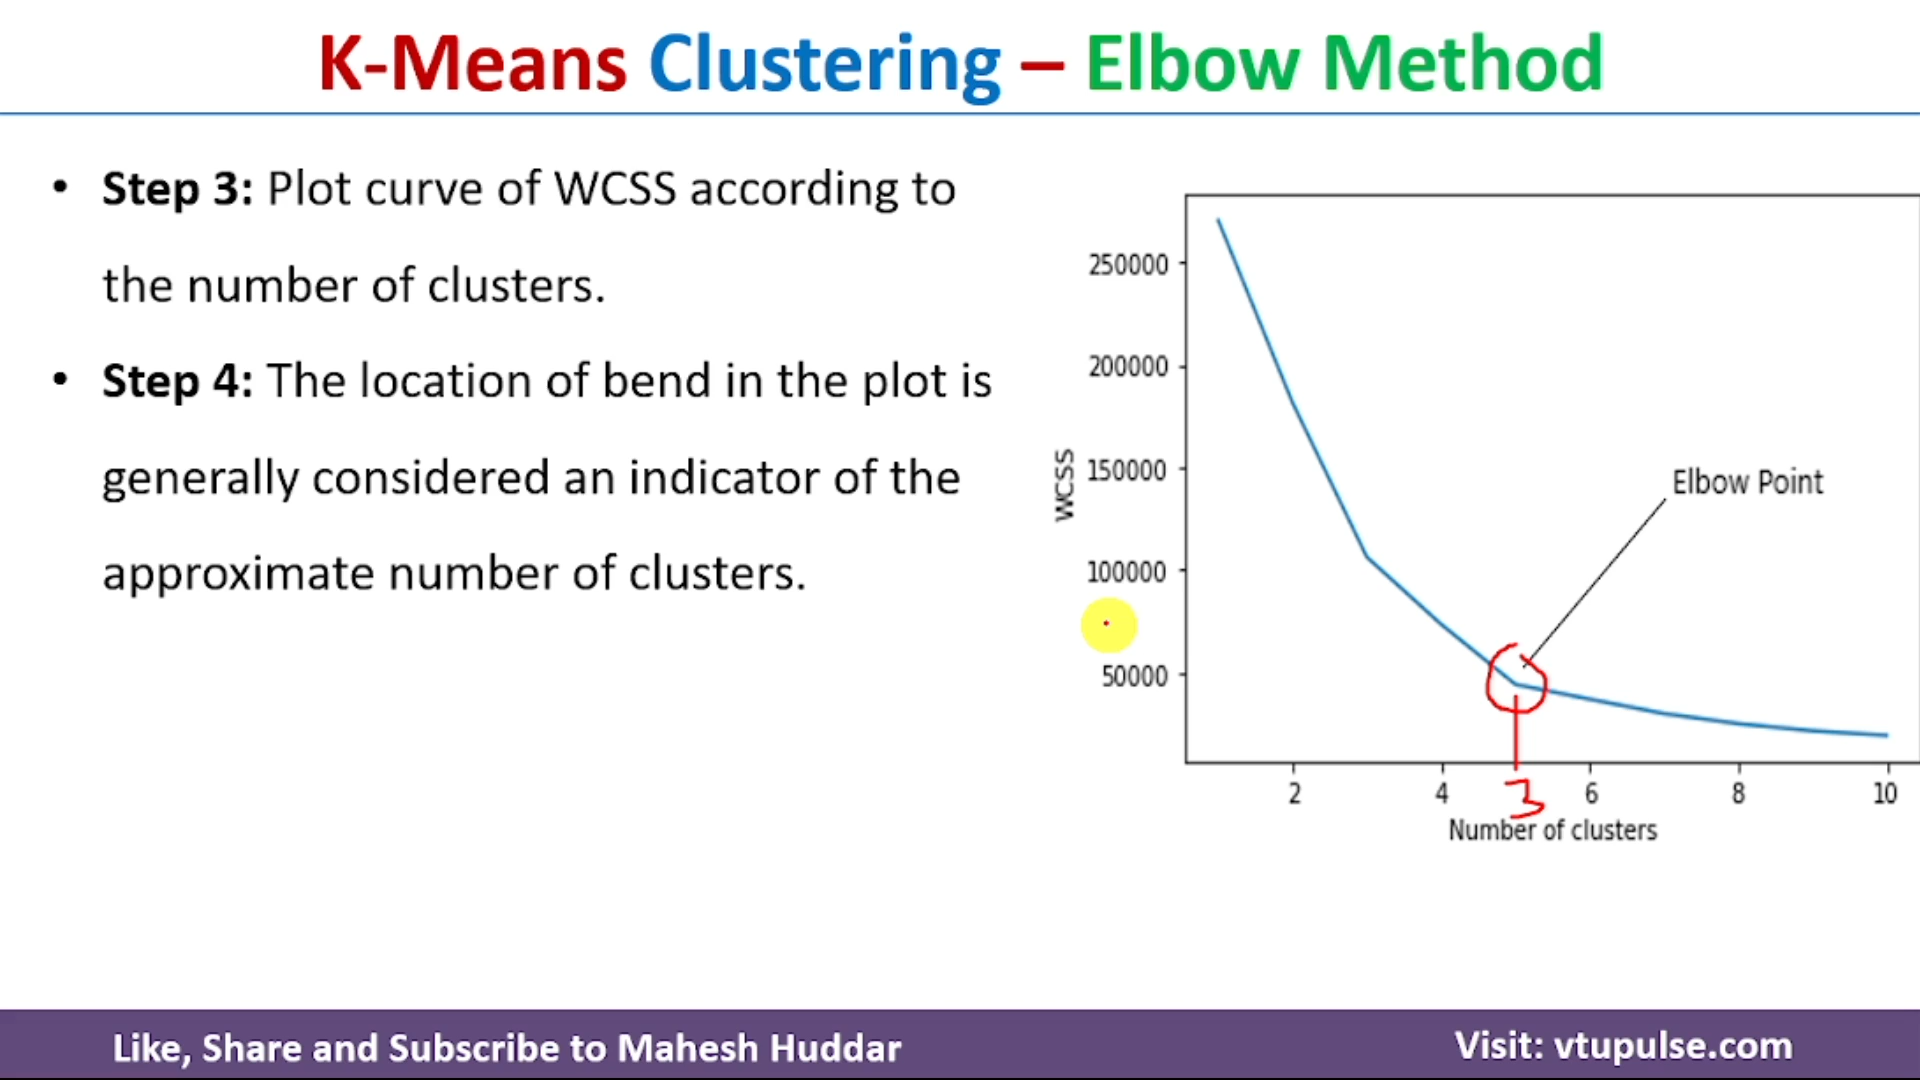 K-Means Clustering – Elbow Method
• Step 3: Plot curve of WCSS according to
the number of clusters.
• Step 4: The location of bend in the plot is
generally considered an indicator of the
approximate number of clusters.
250000
200000
150000
100000
50000
WCSS
Elbow Point
2 4 6 8 10
3
Number of clusters
Like, Share and Subscribe to Mahesh Huddar
Visit: vtupulse.com